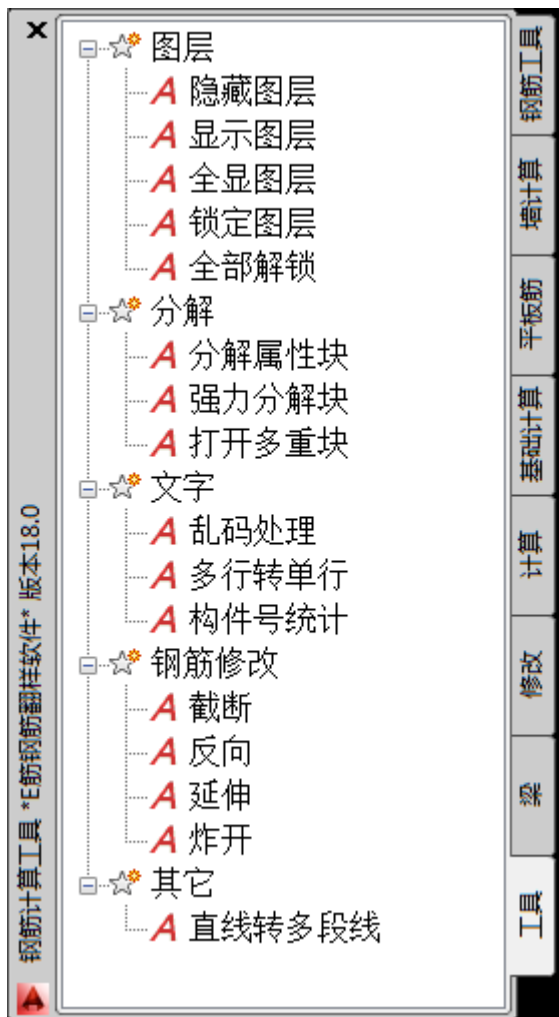 图层
隐藏图层
显示图层
全显图层
锁定图层
全部解锁
分解
分解属性块
强力分解块
打开多重块
文字
乱码处理
多行转单行
构件号统计
钢筋修改
截断
反向
延伸
炸开
其它
直线转多段线
钢筋工具
墙计算
平板筋
基础计算
计算
修改
梁
工具
钢筋计算工具 *E筋钢筋翻样软件* 版本18.0